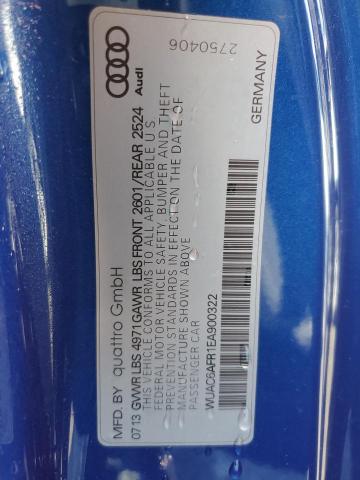 MFD. BY quattro GmbH
Audi
0713 GVWR LBS 4971GAWR LBS FRONT 2601/REAR 2524
THIS VEHICLE CONFORMS TO ALL APPLICABLE U S
FEDERAL MOTOR VEHICLE SAFETY, BUMPER AND THEFT
PREVENTION STANDARDS IN EFFECT ON THE DATE OF
MANUFACTURE SHOWN ABOVE
PASSENGER CAR
WUAC6AFR1EA900322
2750406
GERMANY